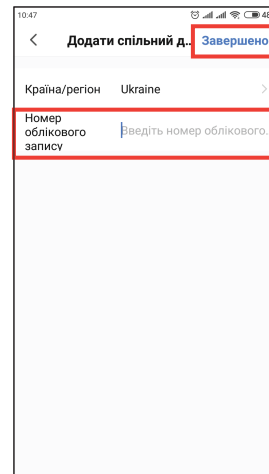 10:47
48
Додати спільний д... Завершено
Країна/регіон Ukraine
Номер
облікового
запису
Введіть номер облікового...